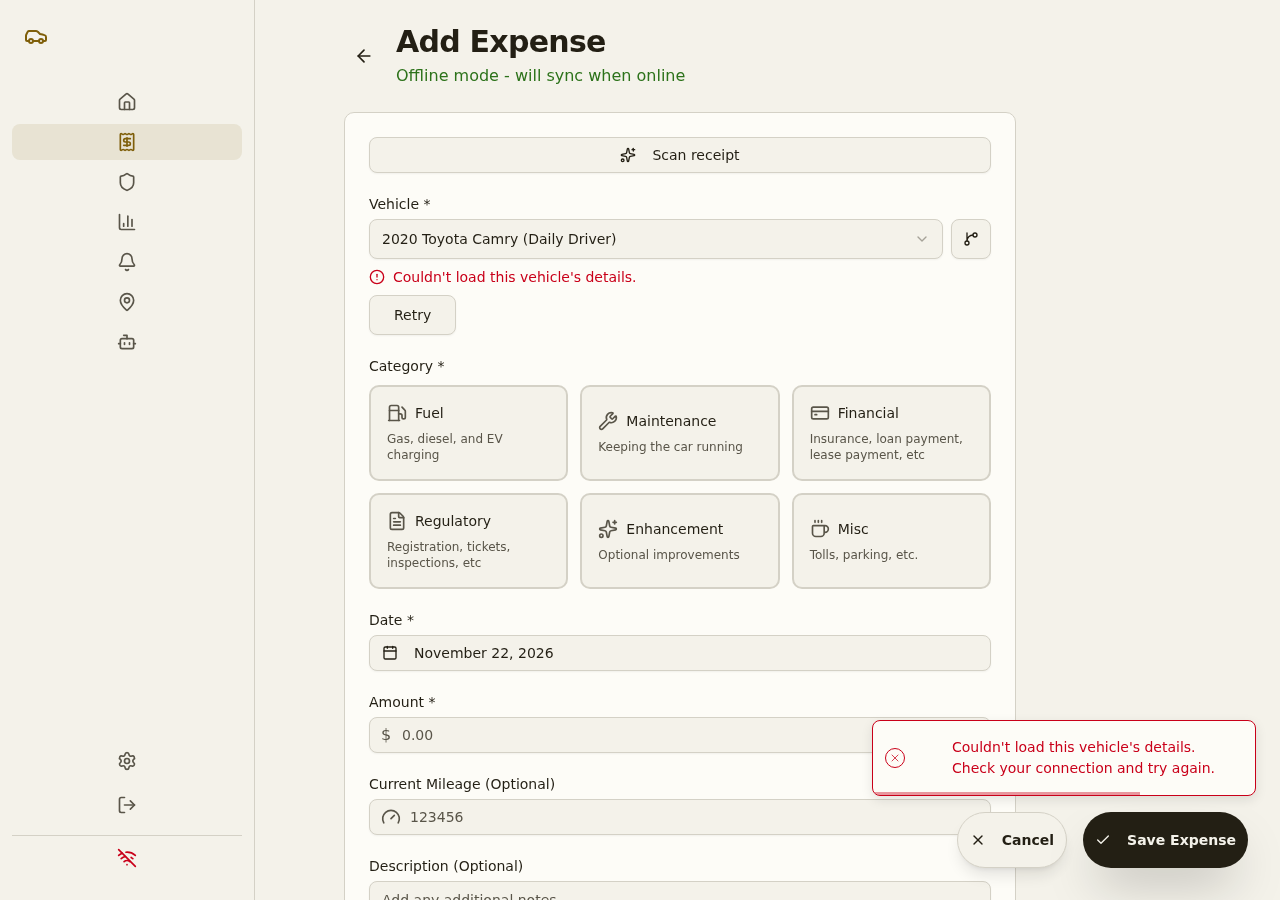 Add Expense
Offline mode - will sync when online
Scan receipt
Vehicle *
2020 Toyota Camry (Daily Driver)
Couldn't load this vehicle's details.
Retry
Category *
Fuel
Gas, diesel, and EV
charging
Maintenance
Keeping the car running
Financial
Insurance, loan payment,
lease payment, etc
Regulatory
Registration, tickets,
inspections, etc
Enhancement
Optional improvements
Misc
Tolls, parking, etc.
Date *
November 22, 2026
Amount *
$ 0.00
Couldn't load this vehicle's details.
Check your connection and try again.
Current Mileage (Optional)
123456
Cancel
Save Expense
Description (Optional)
Add any additional notes